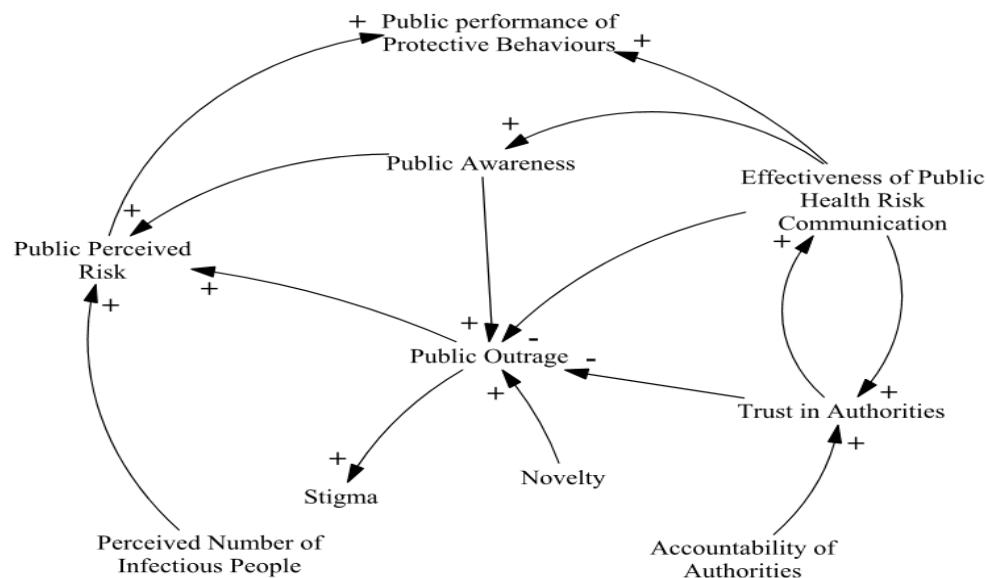 + Public performance of
Protective Behaviours +
+
Public Awareness
Effectiveness of Public
Health Risk
Communication
+
+
Public Perceived
Risk
+
+
+
-
Public Outrage -
+
+
Trust in Authorities
+
+
Stigma
Novelty
Perceived Number of
Infectious People
Accountability of
Authorities